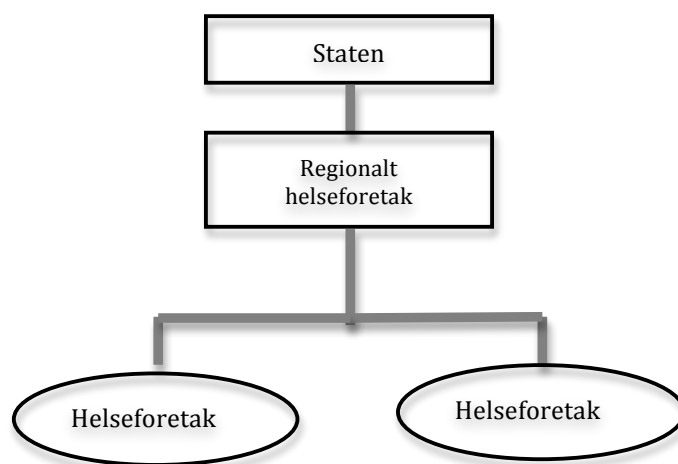 Staten
Regionalt
helseforetak
Helseforetak
Helseforetak